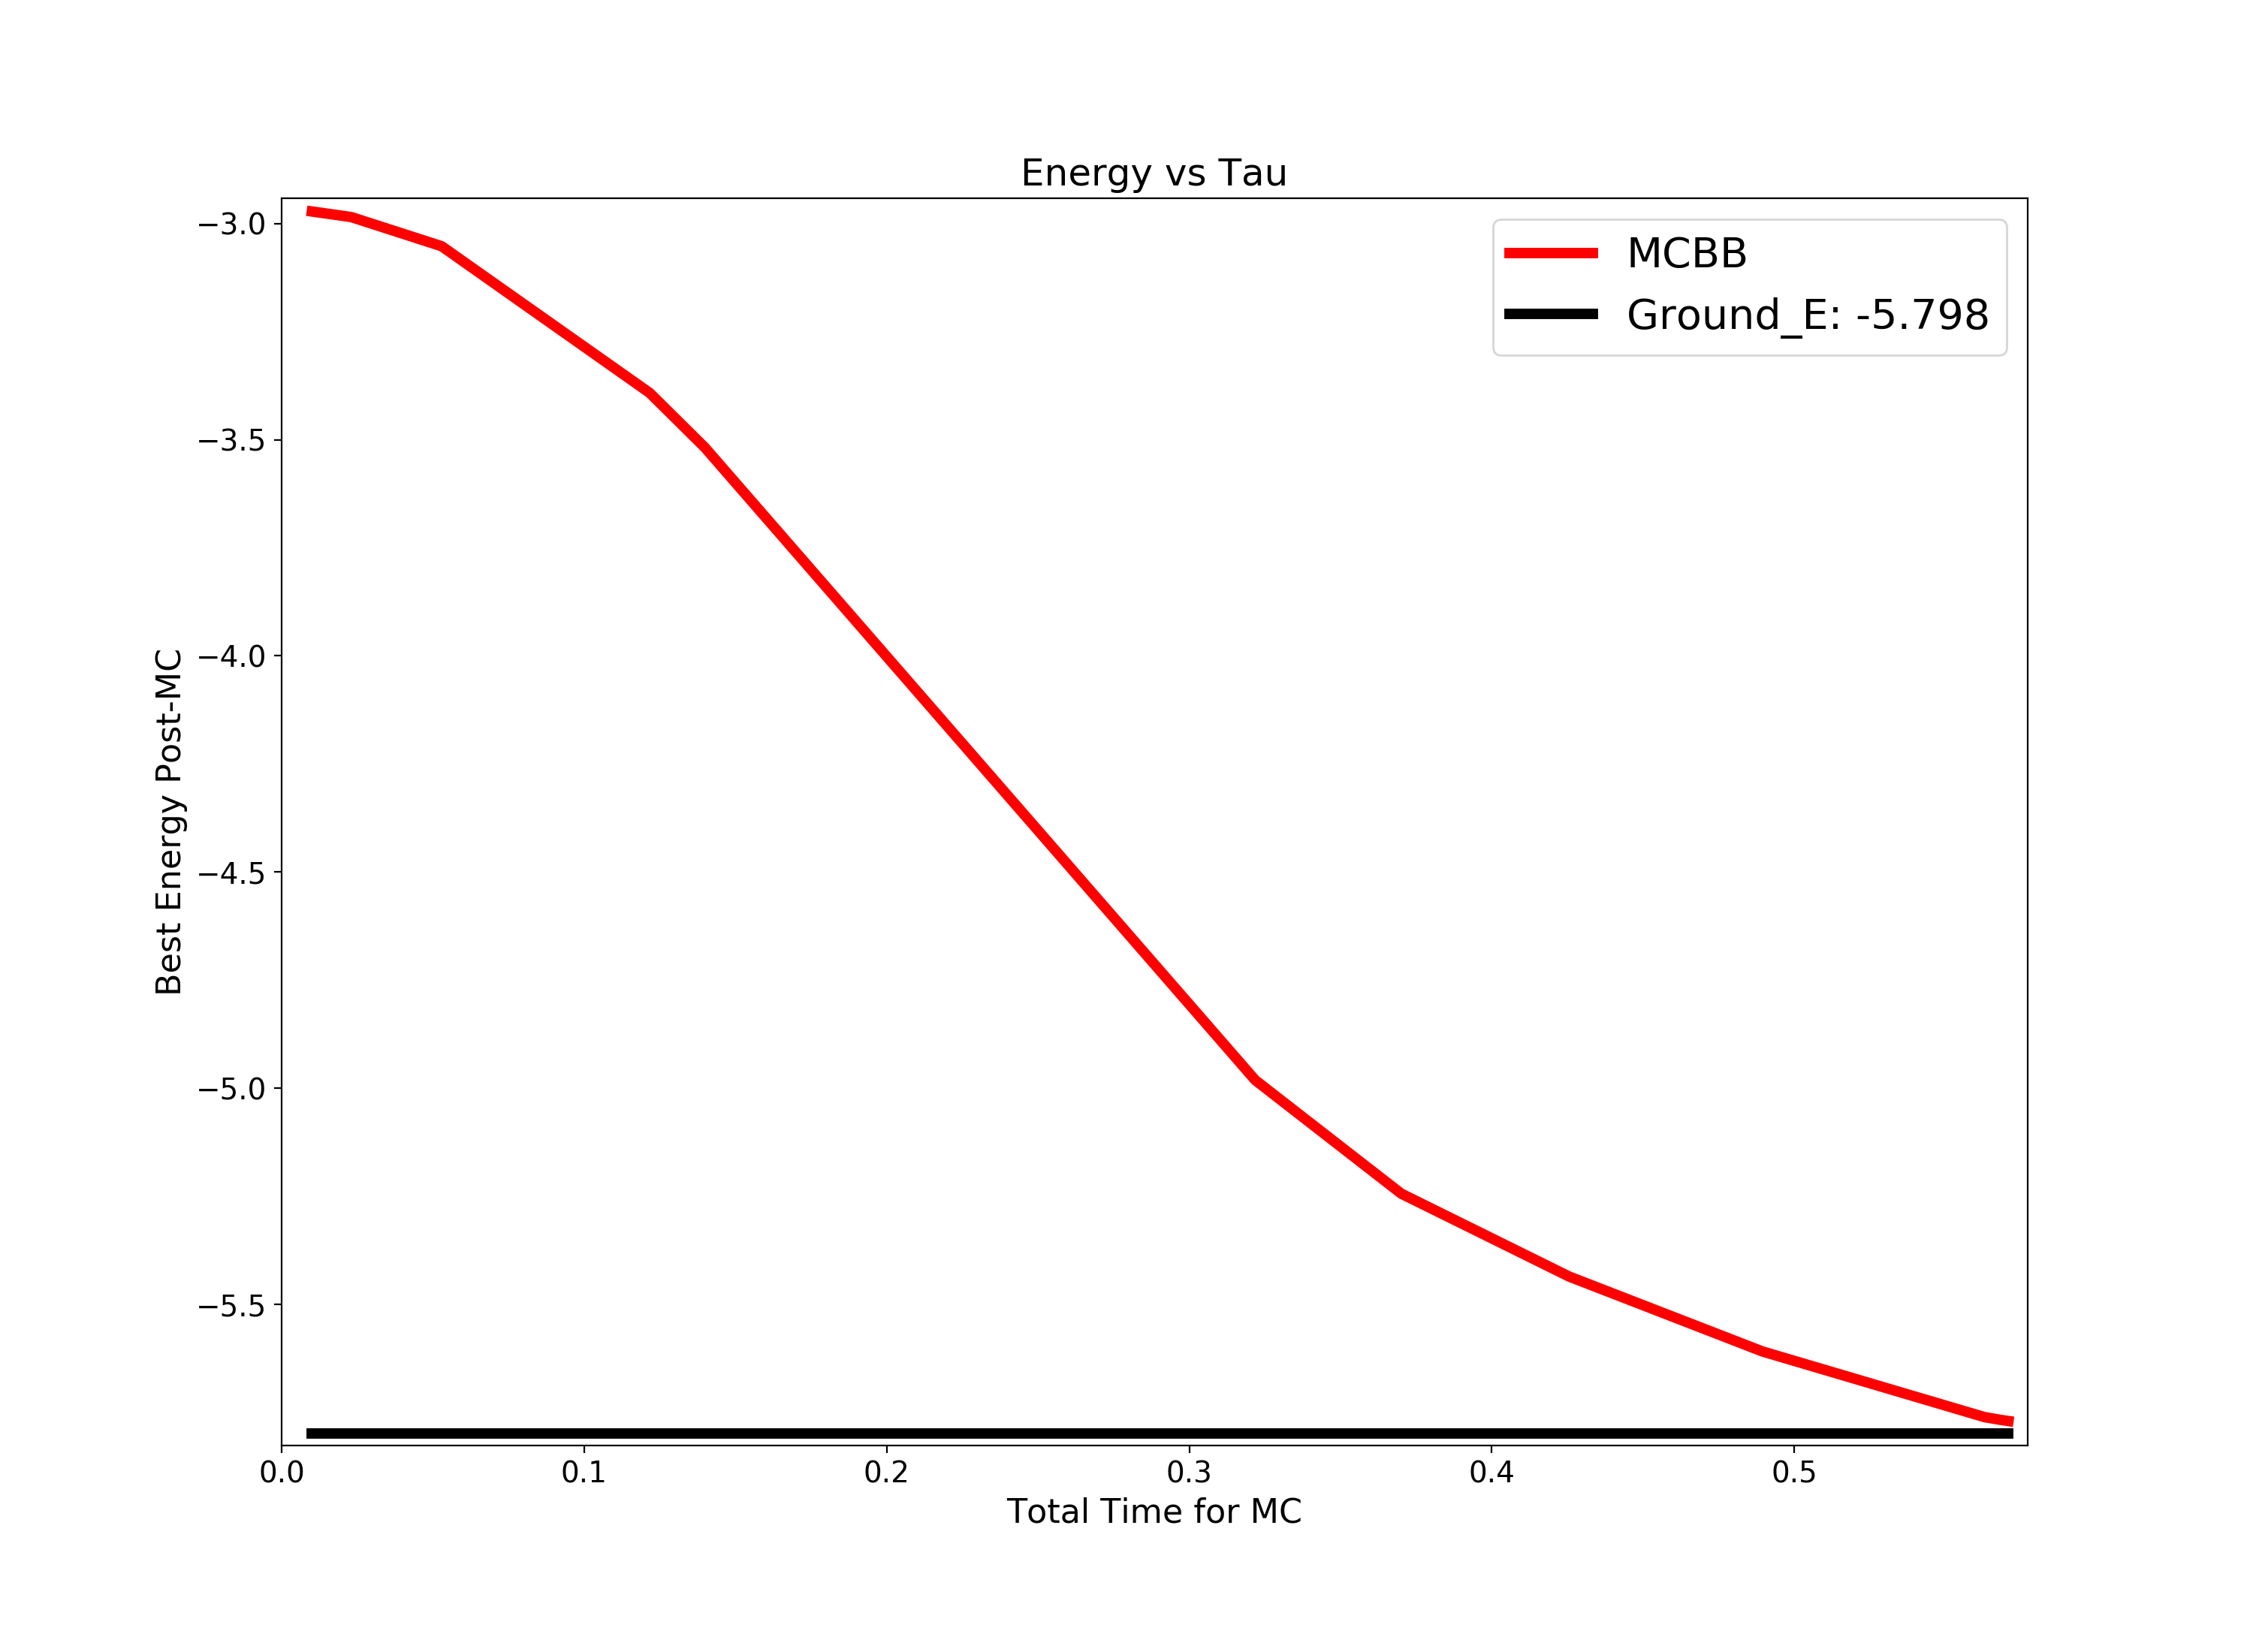 Energy vs Tau
MCBB
Ground_E: -5.798
−3.0
−3.5
−4.0
−4.5
−5.0
−5.5
Best Energy Post-MC
0.0 0.1 0.2 0.3 0.4 0.5
Total Time for MC